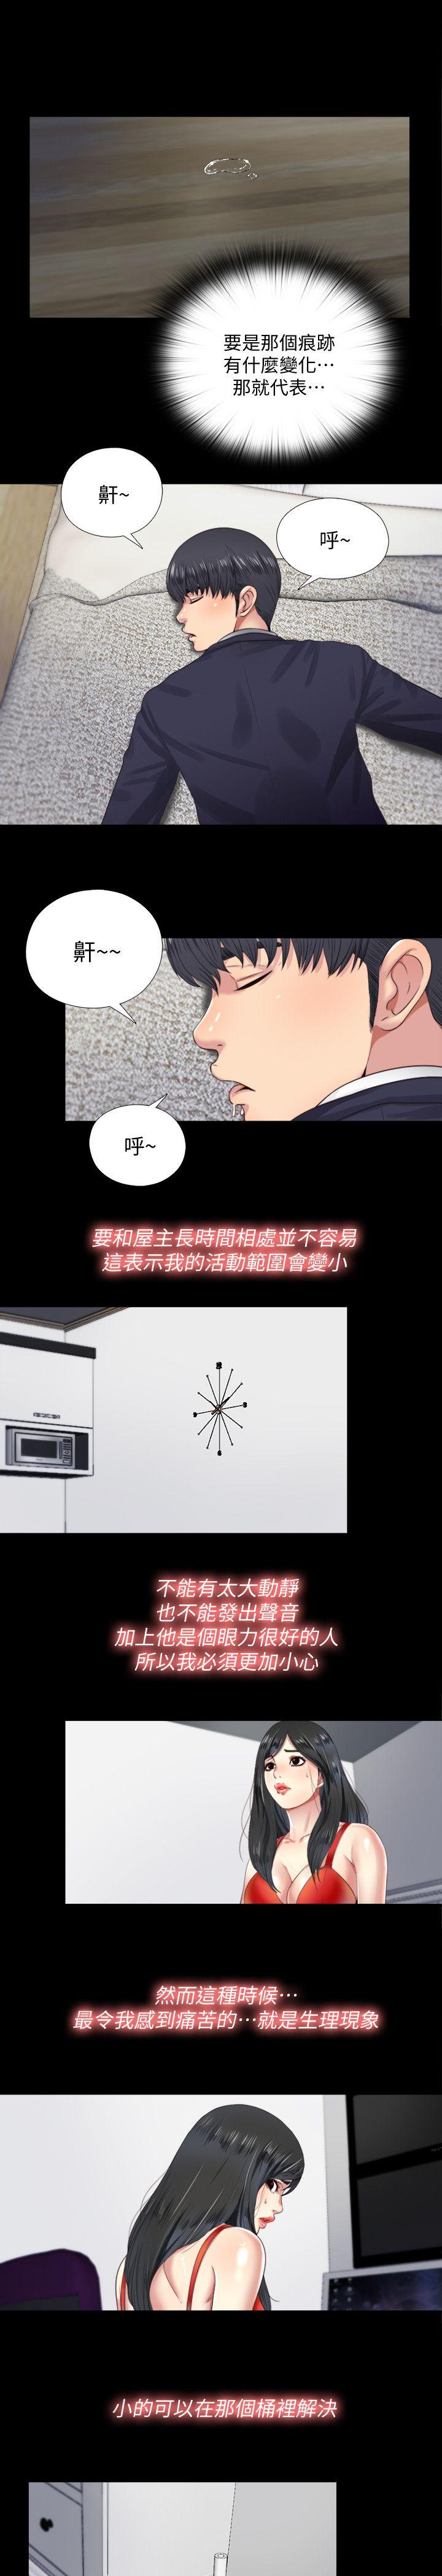 要是那個痕跡
有什麼變化…
那就代表…
鼾~
呼~
鼾~~
呼~
要和屋主長時間相處並不容易
這表示我的活動範圍會變小
12
3
9
6
不能有太大動靜
也不能發出聲音
加上他是個眼力很好的人
所以我必須更加小心
然而這種時候…
最令我感到痛苦的…就是生理現象
小的可以在那個桶裡解決